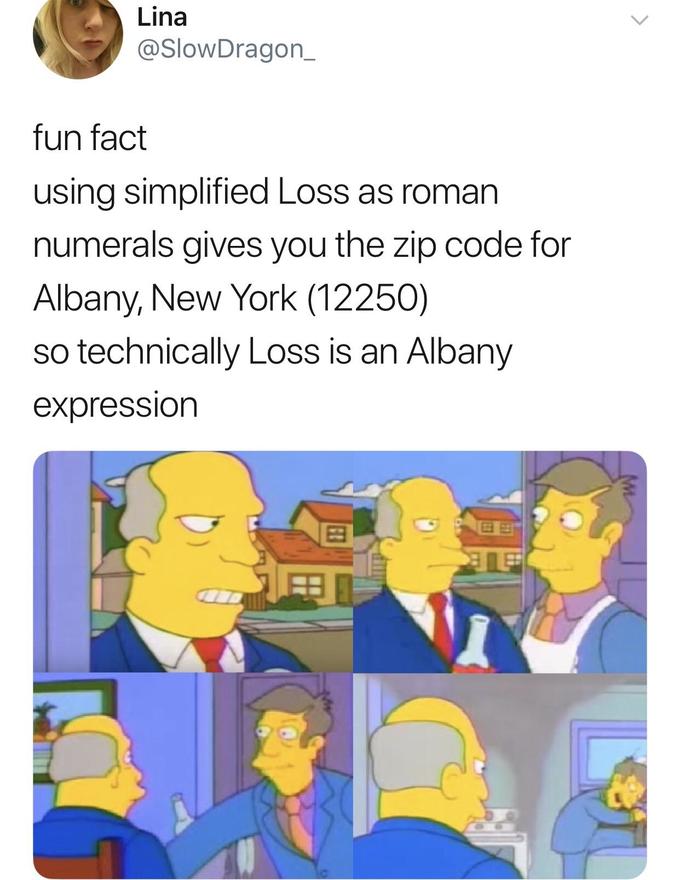 Lina
@SlowDragon_
fun fact
using simplified Loss as roman
numerals gives you the zip code for
Albany, New York (12250)
so technically Loss is an Albany
expression